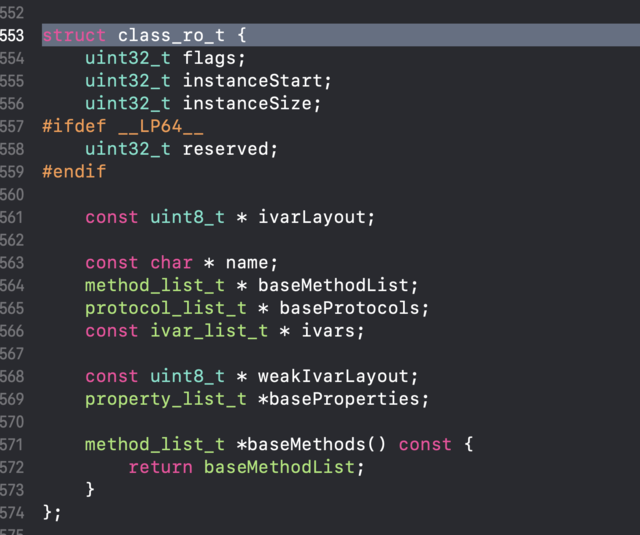 552
553 struct class_ro_t {
554     uint32_t flags;
555     uint32_t instanceStart;
556     uint32_t instanceSize;
557 #ifdef __LP64__
558     uint32_t reserved;
559 #endif
560
561     const uint8_t * ivarLayout;
562
563     const char * name;
564     method_list_t * baseMethodList;
565     protocol_list_t * baseProtocols;
566     const ivar_list_t * ivars;
567
568     const uint8_t * weakIvarLayout;
569     property_list_t *baseProperties;
570
571     method_list_t *baseMethods() const {
572         return baseMethodList;
573     }
574 };
575